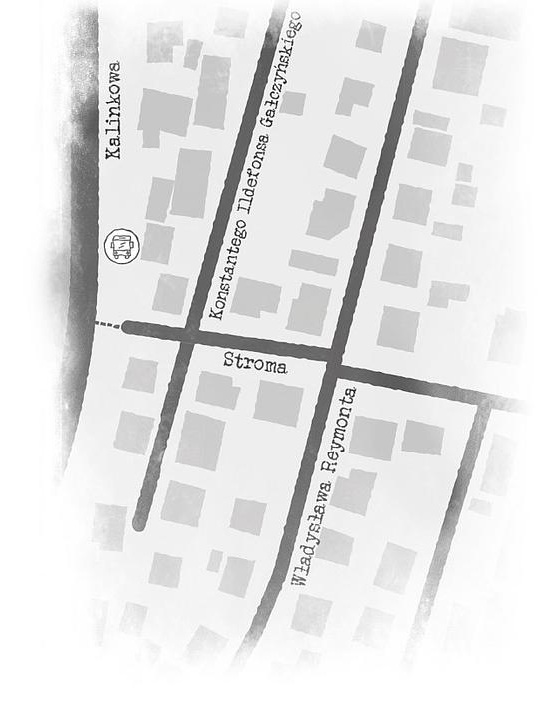 Kalinkowa
Konstantego Ildefonsa Gałczyńskiego
Stroma
Władysława Reymonta